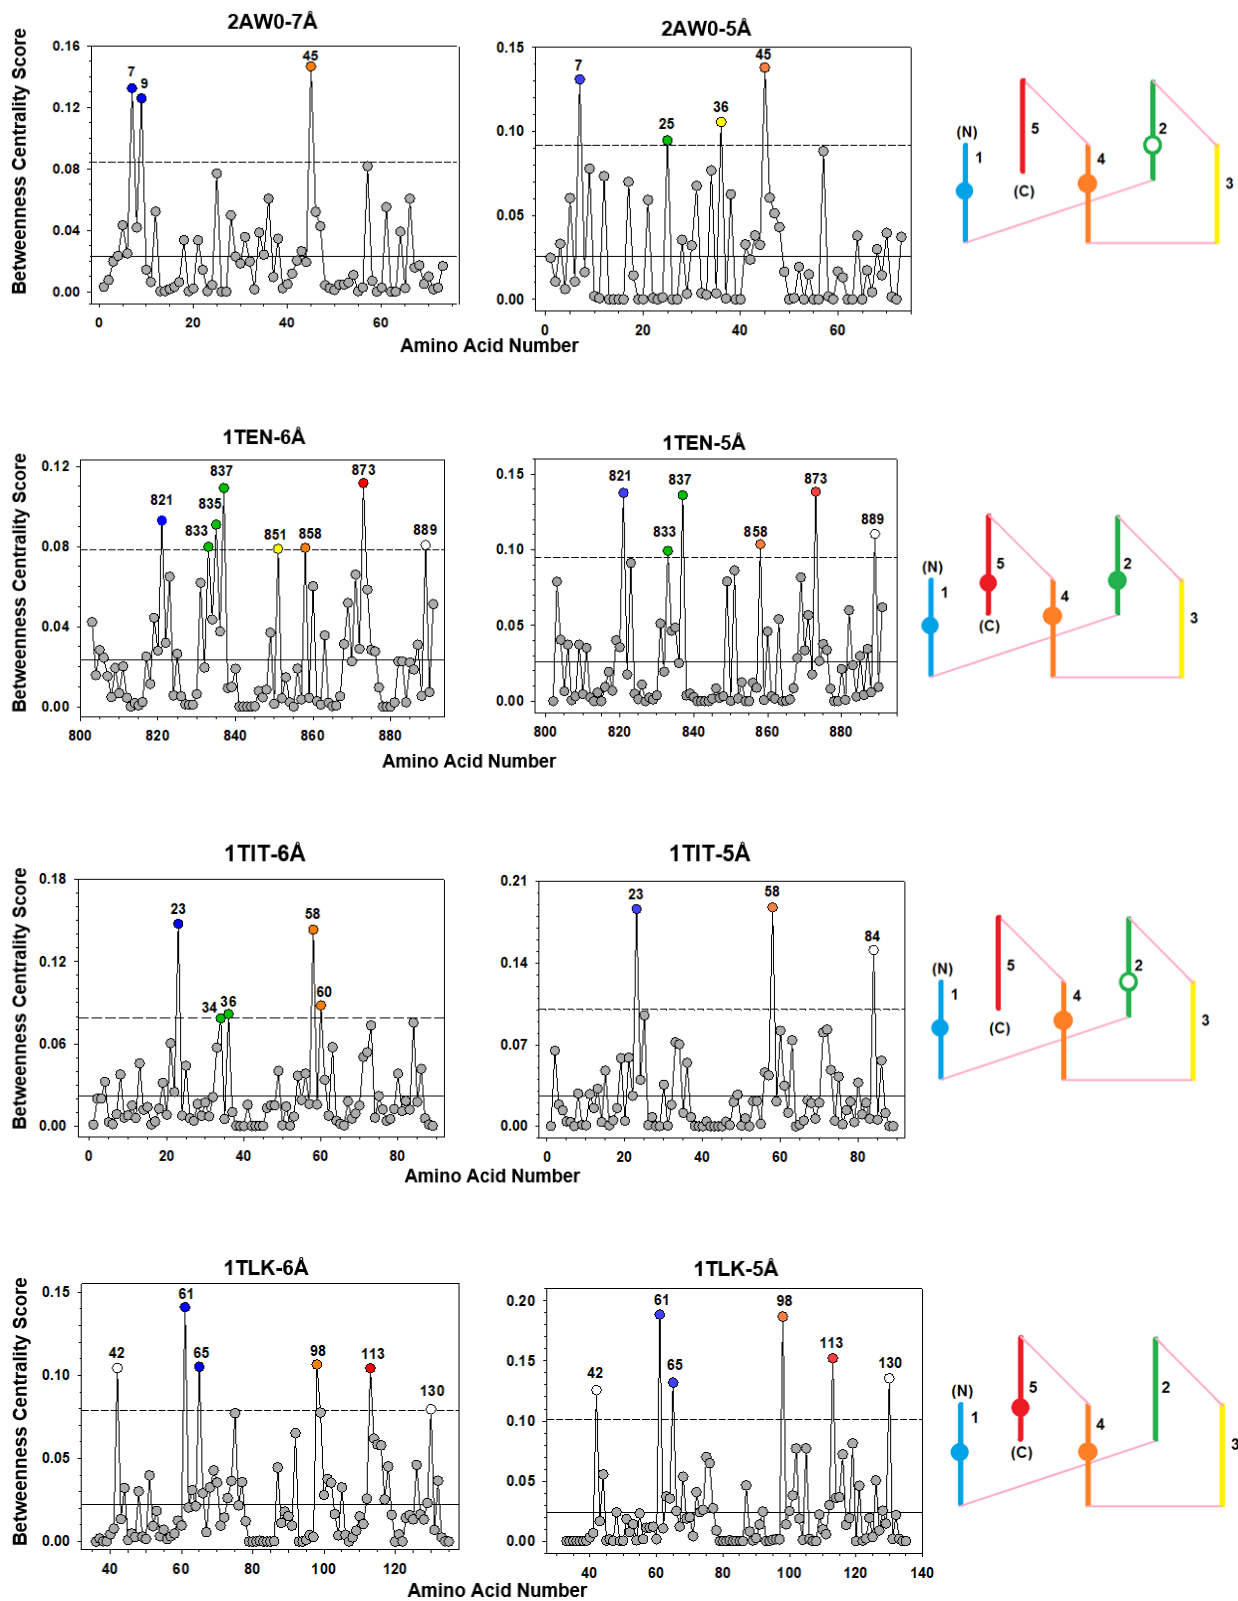 2AW0-7Å
2AW0-5Å
Betweenness Centrality Score
0.16
0.12
0.08
0.04
0.00
7
9
45
0 20 40 60
0.15
0.10
0.05
0.00
7
25
36
45
0 20 40 60
Amino Acid Number
(N)
1
5
(C)
4
2
3
1TEN-6Å
1TEN-5Å
Betweenness Centrality Score
0.12
0.08
0.04
0.00
821
833
835
837
851
858
873
889
800 820 840 860 880
0.15
0.10
0.05
0.00
821
833
837
858
873
889
800 820 840 860 880
Amino Acid Number
(N)
1
5
(C)
4
2
3
1TIT-6Å
1TIT-5Å
Betweenness Centrality Score
0.18
0.12
0.06
0.00
23
34
36
58
60
0 20 40 60 80
0.21
0.14
0.07
0.00
23
58
84
0 20 40 60 80
Amino Acid Number
(N)
1
5
(C)
4
2
3
1TLK-6Å
1TLK-5Å
Betweenness Centrality Score
0.15
0.10
0.05
0.00
42
61
65
98
113
130
40 60 80 100 120
0.20
0.15
0.10
0.05
0.00
42
61
65
98
113
130
40 60 80 100 120 140
Amino Acid Number
(N)
1
5
(C)
4
2
3